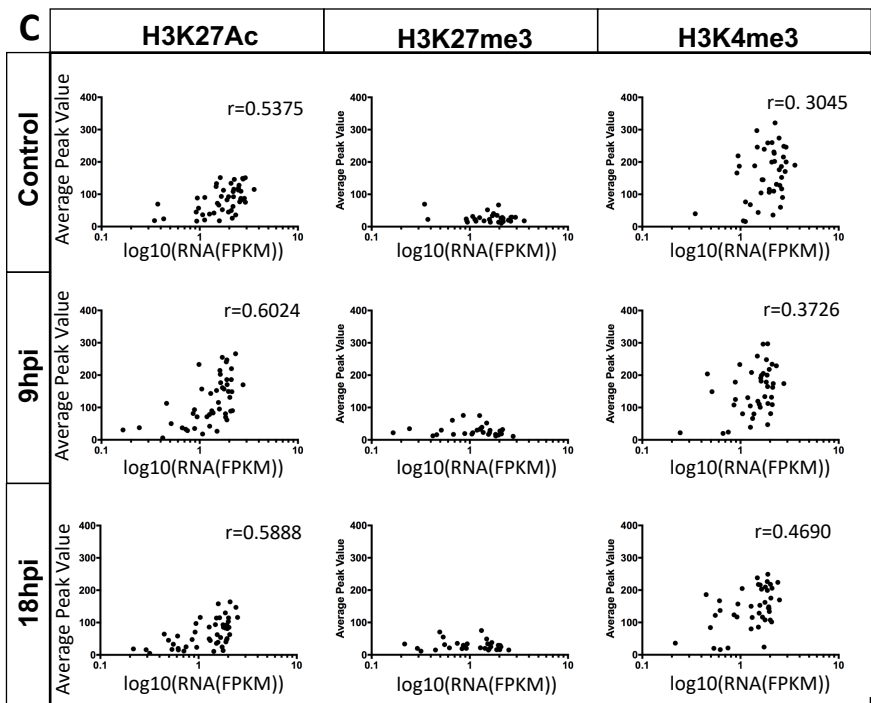 C
H3K27Ac H3K27me3 H3K4me3
Control
Average Peak Value
400
300
200
100
0
0.1 1 10
r=0.5375
log10(RNA(FPKM))
Average Peak Value
400
300
200
100
0
0.1 1 10
log10(RNA(FPKM))
Average Peak Value
400
300
200
100
0
0.1 1 10
r=0. 3045
log10(RNA(FPKM))
9hpi
Average Peak Value
400
300
200
100
0
0.1 1 10
r=0.6024
log10(RNA(FPKM))
Average Peak Value
400
300
200
100
0
0.1 1 10
log10(RNA(FPKM))
Average Peak Value
400
300
200
100
0
0.1 1 10
r=0.3726
log10(RNA(FPKM))
18hpi
Average Peak Value
400
300
200
100
0
0.1 1 10
r=0.5888
log10(RNA(FPKM))
Average Peak Value
400
300
200
100
0
0.1 1 10
log10(RNA(FPKM))
Average Peak Value
400
300
200
100
0
0.1 1 10
r=0.4690
log10(RNA(FPKM))